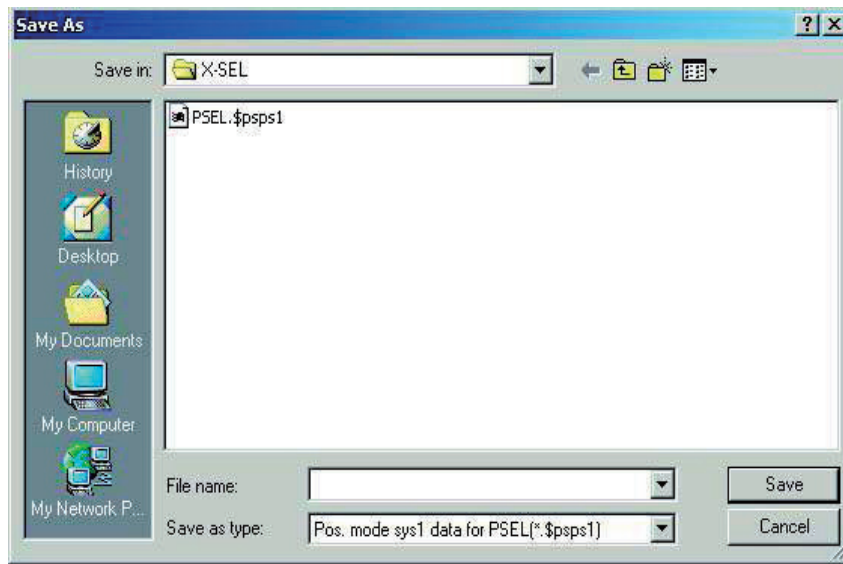 Save As
Save in: X-SEL
PSEL.$psps1
History
Desktop
My Documents
My Computer
My Network P...
File name:
Save
Save as type: Pos. mode sys1 data for PSEL(*.$psps1)
Cancel